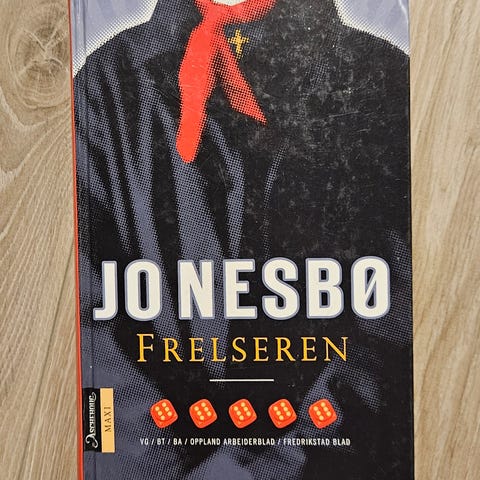 JO NESBØ
FRELSEREN
VG / BT / BA / OPPLAND ARBEIDERBLAD / FREDRIKSTAD BLAD
ASCHEHOUG
MAXI